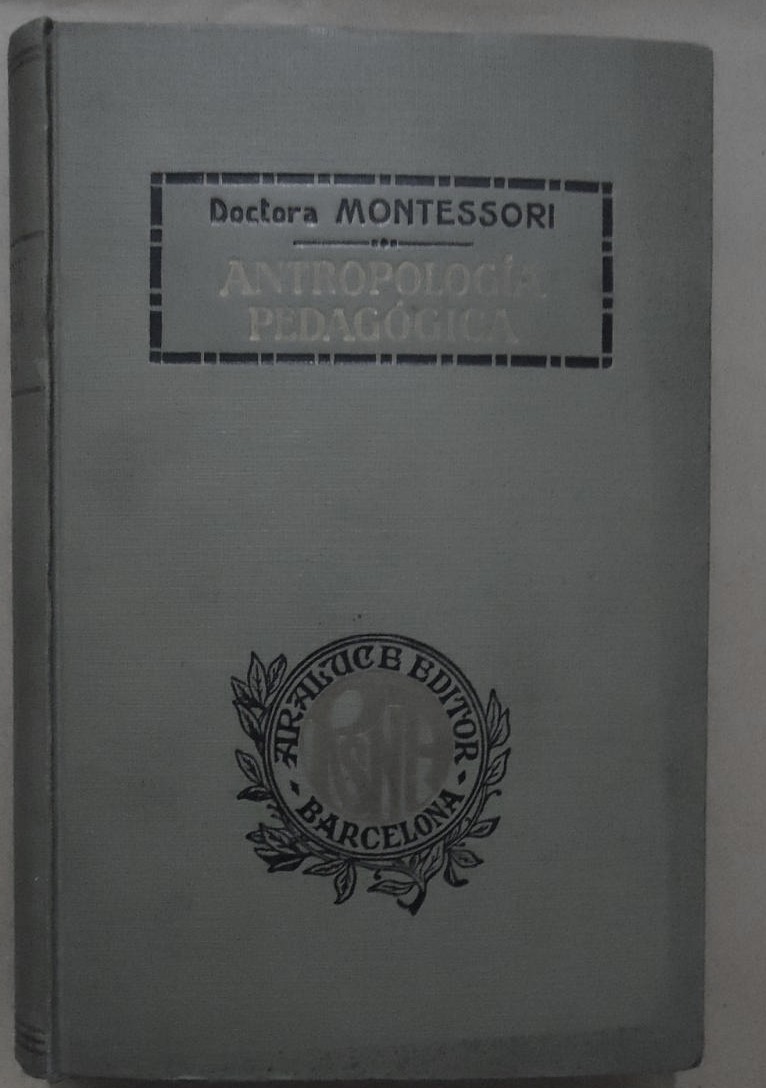 Doctora MONTESSORI
ANTROPOLOGÍA
PEDAGÓGICA
ARALUCE EDITOR
- BARCELONA -